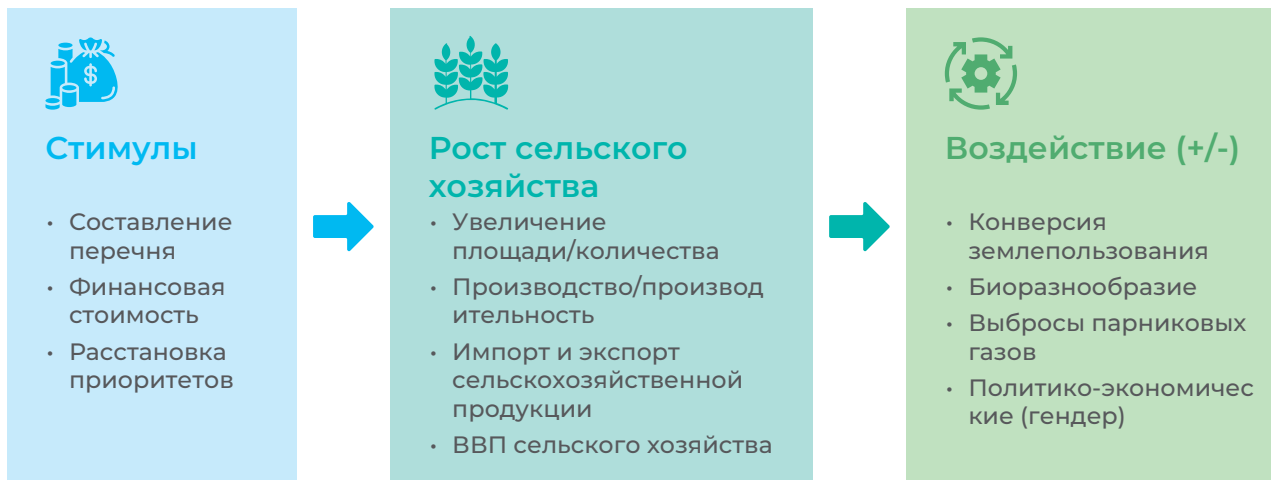 $
Стимулы
• Составление
перечня
• Финансовая
стоимость
• Расстановка
приоритетов
Рост сельского
хозяйства
• Увеличение
площади/количества
• Производство/производ
ительность
• Импорт и экспорт
сельскохозяйственной
продукции
• ВВП сельского хозяйства
Воздействие (+/-)
• Конверсия
землепользования
• Биоразнообразие
• Выбросы парниковых
газов
• Политико-экономичес
кие (гендер)